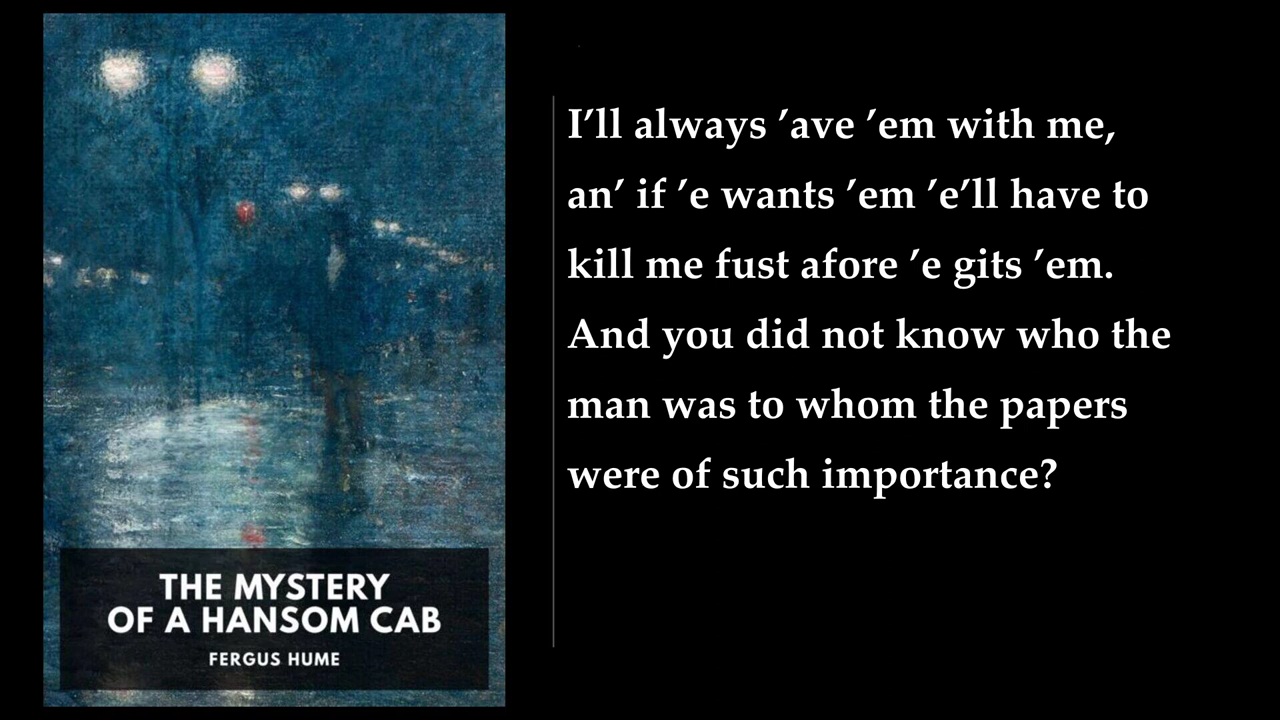 THE MYSTERY
OF A HANSOM CAB
FERGUS HUME
I’ll always ’ave ’em with me,
an’ if ’e wants ’em ’e’ll have to
kill me fust afore ’e gits ’em.
And you did not know who the
man was to whom the papers
were of such importance?